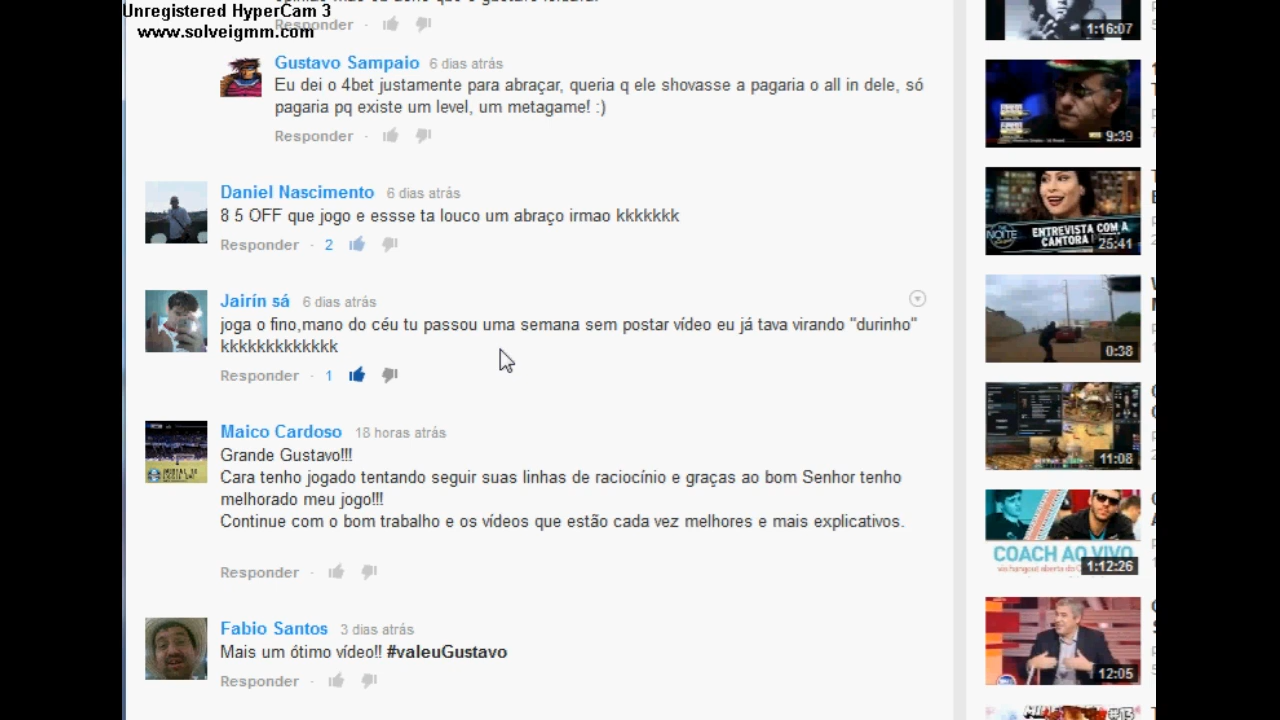 Unregistered HyperCam 3
www.solveigmm.com
Responder
1:16:07
Gustavo Sampaio 6 dias atrás
Eu dei o 4bet justamente para abraçar, queria q ele shovasse a pagaria o all in dele, só
pagaria pq existe um level, um metagame! :)
Responder ·
9:39
Daniel Nascimento 6 dias atrás
8 5 OFF que jogo e essse ta louco um abraço irmao kkkkkkk
Responder · 2
NOITE
ENTREVISTA COM A
CANTORA
25:41
Jairín sá 6 dias atrás
joga o fino,mano do céu tu passou uma semana sem postar vídeo eu já tava virando "durinho"
kkkkkkkkkkkkk
Responder · 1
0:38
Maico Cardoso 18 horas atrás
Grande Gustavo!!!
Cara tenho jogado tentando seguir suas linhas de raciocínio e graças ao bom Senhor tenho
melhorado meu jogo!!!
Continue com o bom trabalho e os vídeos que estão cada vez melhores e mais explicativos.
Responder ·
11:08
COACH AO VIVO
1:12:26
Fabio Santos 3 dias atrás
Mais um ótimo vídeo!! #valeuGustavo
Responder ·
12:05
#13